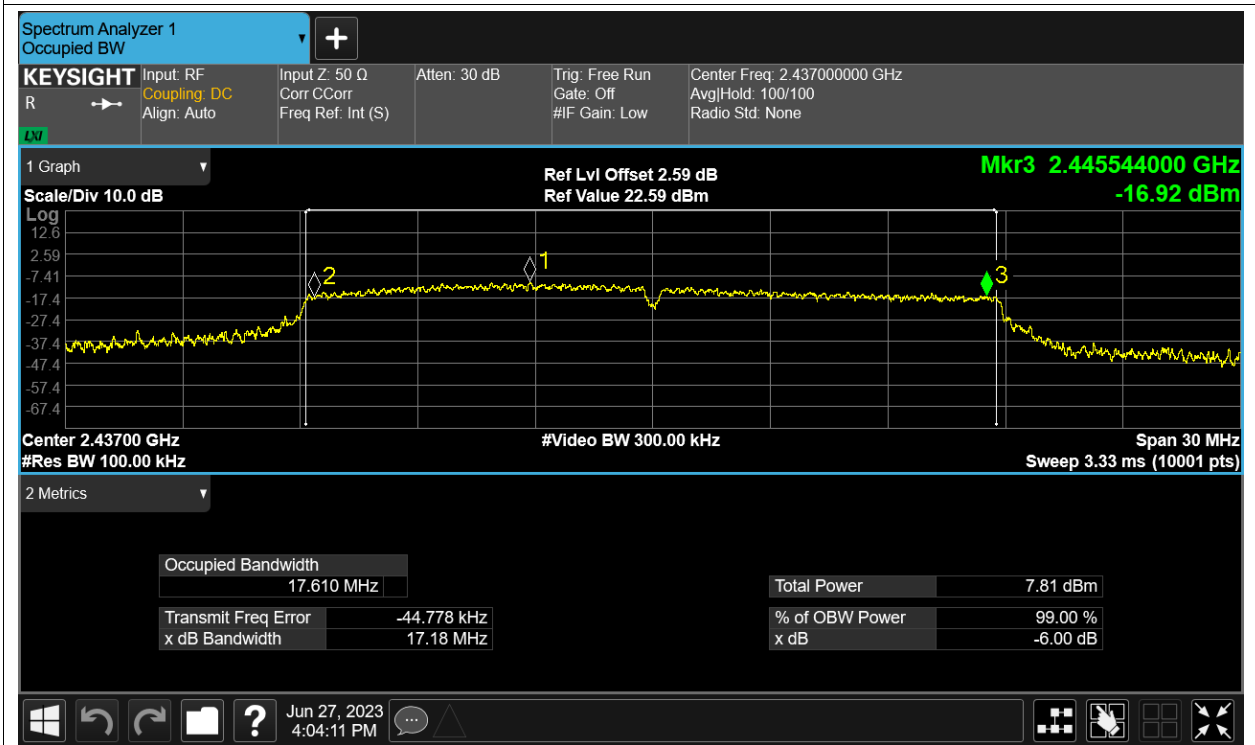 Spectrum Analyzer 1
Occupied BW
KEYSIGHT
R
LXI
Input: RF
Coupling: DC
Align: Auto
Input Z: 50 Ω
Corr CCorr
Freq Ref: Int (S)
Atten: 30 dB
Trig: Free Run
Gate: Off
#IF Gain: Low
Center Freq: 2.437000000 GHz
Avg|Hold: 100/100
Radio Std: None
1 Graph
Scale/Div 10.0 dB
Ref Lvl Offset 2.59 dB
Ref Value 22.59 dBm
Mkr3 2.445544000 GHz
-16.92 dBm
Log
12.6
2.59
-7.41
-17.4
-27.4
-37.4
-47.4
-57.4
-67.4
2
1
3
Center 2.43700 GHz
#Res BW 100.00 kHz
#Video BW 300.00 kHz
Span 30 MHz
Sweep 3.33 ms (10001 pts)
2 Metrics
Occupied Bandwidth
17.610 MHz
Transmit Freq Error -44.778 kHz
x dB Bandwidth 17.18 MHz
Total Power 7.81 dBm
% of OBW Power 99.00 %
x dB -6.00 dB
?
Jun 27, 2023
4:04:11 PM